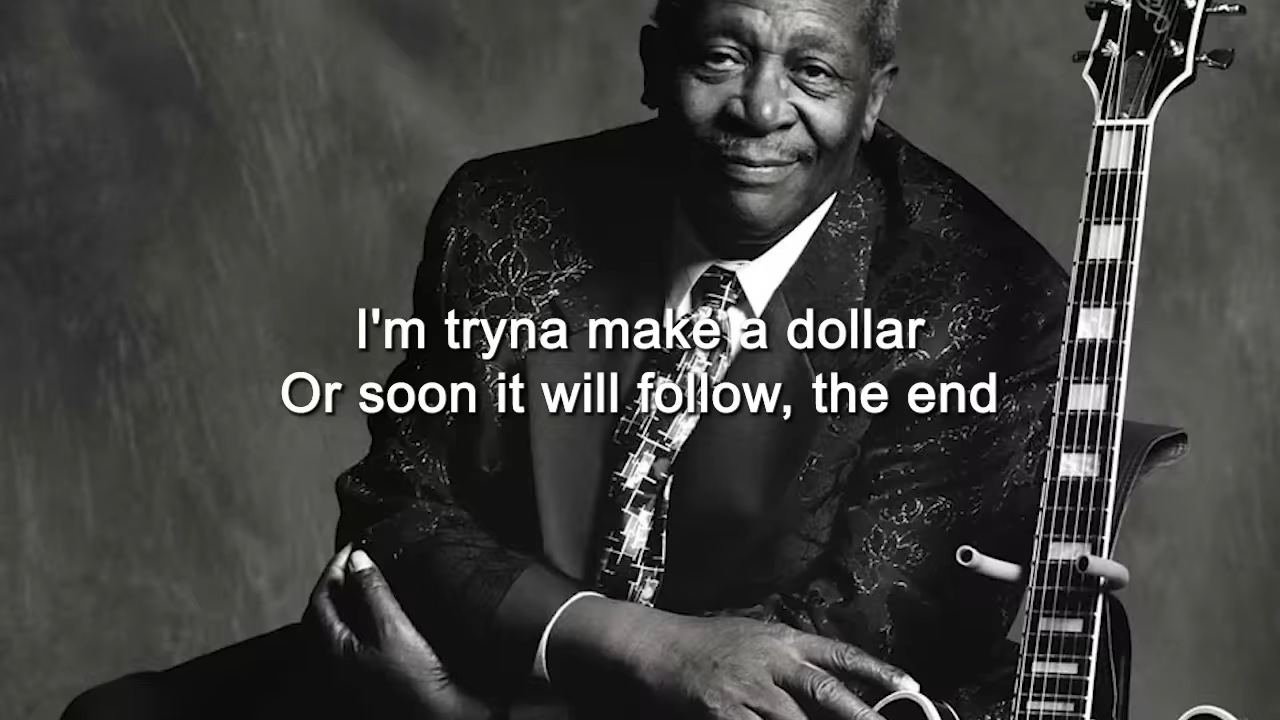 I'm tryna make a dollar
Or soon it will follow, the end